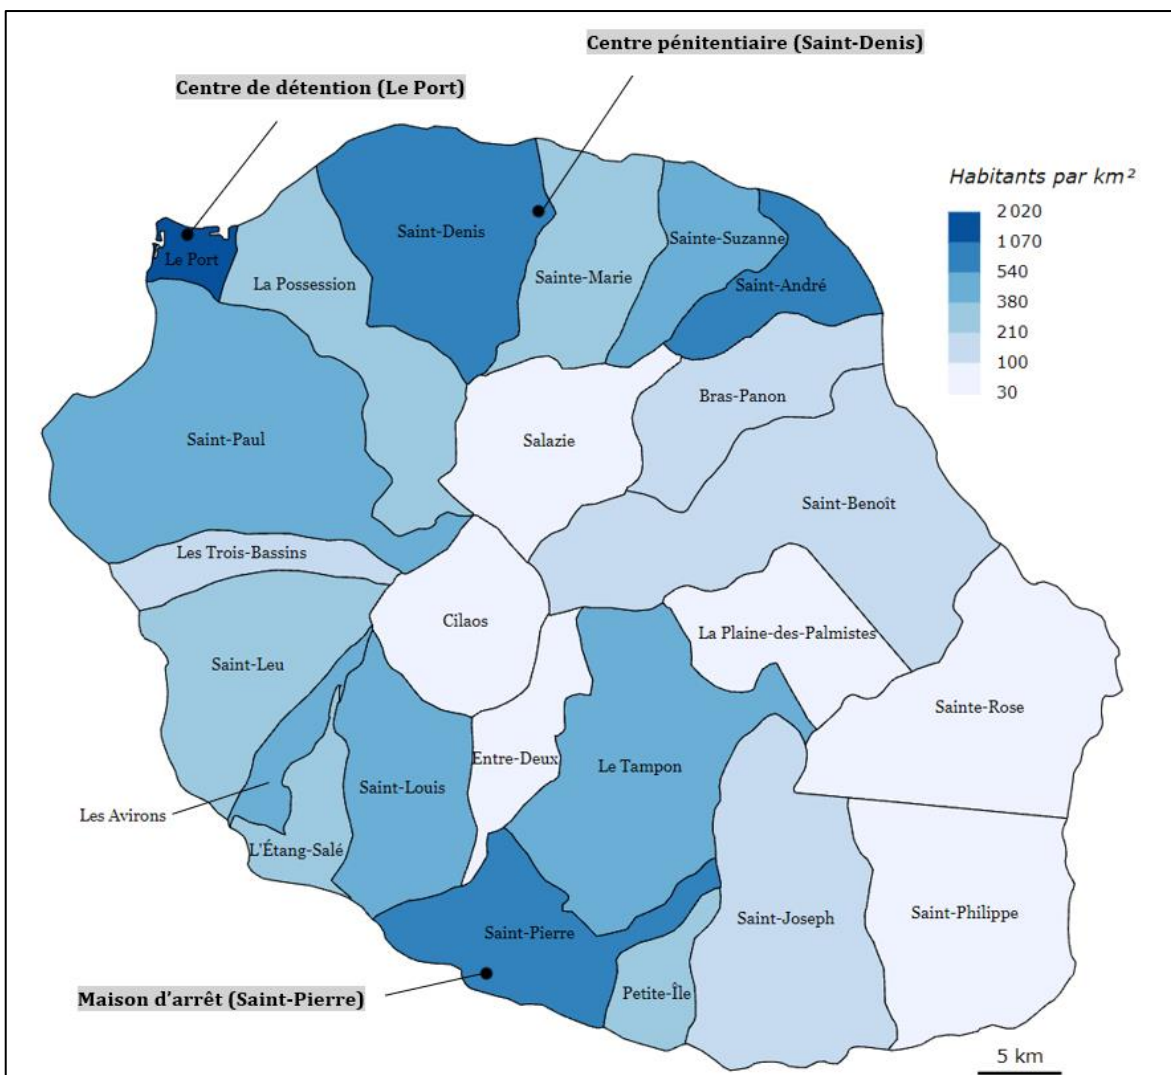 Centre pénitentiaire (Saint-Denis)
Centre de détention (Le Port)
Habitants par km²
2 020
1 070
540
380
210
100
30
Saint-Denis
Sainte-Suzanne
Le Port
La Possession
Sainte-Marie
Saint-André
Bras-Panon
Saint-Paul
Salazie
Saint-Benoît
Les Trois-Bassins
Cilaos
La Plaine-des-Palmistes
Saint-Leu
Sainte-Rose
Entre-Deux
Le Tampon
Saint-Louis
Les Avirons
L'Étang-Salé
Saint-Pierre
Saint-Joseph
Saint-Philippe
Petite-Île
Maison d'arrêt (Saint-Pierre)
5 km